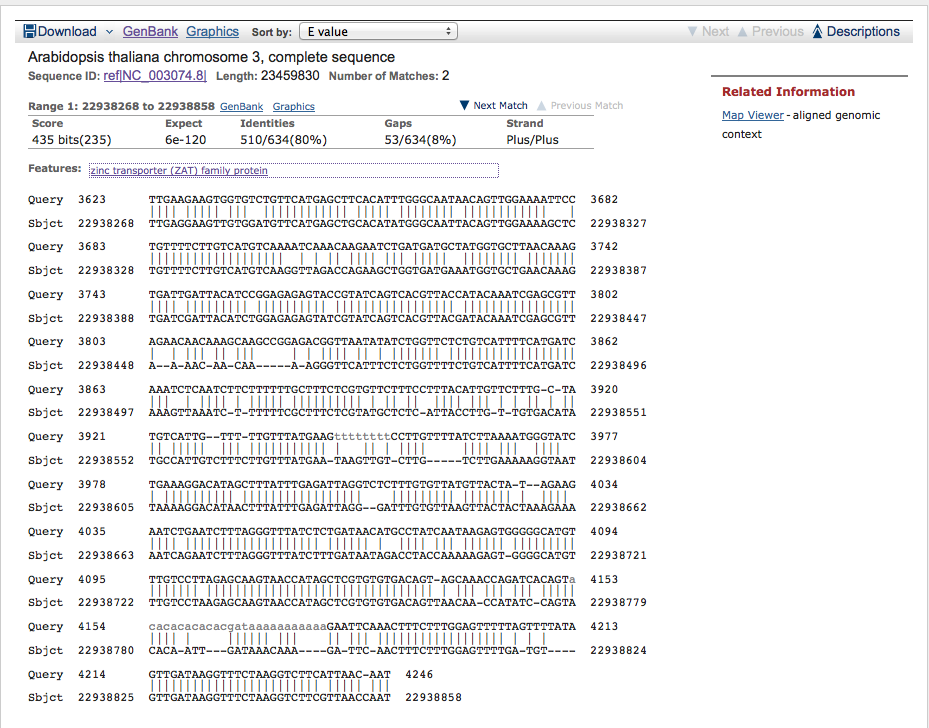 Download GenBank Graphics Sort by: E value Next Previous Descriptions
Arabidopsis thaliana chromosome 3, complete sequence
Sequence ID: ref|NC_003074.8| Length: 23459830 Number of Matches: 2
Related Information
Map Viewer - aligned genomic
context
Range 1: 22938268 to 22938858 GenBank Graphics Next Match Previous Match
Score Expect Identities Gaps Strand
435 bits(235) 6e-120 510/634(80%) 53/634(8%) Plus/Plus
Features: zinc transporter (ZAT) family protein
Query 3623 TTGAAGAAGTGGTGTCTGTTCATGAGCTTCACATTTGGGCAATAACAGTTGGAAAATTCC 3682
Sbjct 22938268 TTGAGGAAGTTGTGGATGTTCATGAGCTGCACATATGGGCAATTACAGTTGGAAAAGCTC 22938327
Query 3683 TGTTTTCTTGTCATGTCAAAATCAAACAAGAATCTGATGATGCTATGGTGCTTAACAAAG 3742
Sbjct 22938328 TGTTTTCTTGTCATGTCAAGGTTAGACCAGAAGCTGGTGATGAAATGGTGCTGAACAAAG 22938387
Query 3743 TGATTGATTACATCCGGAGAGAGTACCGTATCAGTCACGTTACCATACAAATCGAGCGTT 3802
Sbjct 22938388 TGATCGATTACATCTGGAGAGAGTATCGTATCAGTCACGTTACGATACAAATCGAGCGTT 22938447
Query 3803 AGAACAACAAAGCAAGCCGGAGACGGTTAATATATCTGGTTCTCTGTCATTTTCATGATC 3862
Sbjct 22938448 A--A-AAC-AA-CAA-----A-AGGGTTCATTTCTCTGGTTTTCTGTCATTTTCATGATC 22938496
Query 3863 AAATCTCAATCTTCTTTTTTGCTTTCTCGTGTTCTTCCTTTACATTGTTCTTTG-C-TA 3920
Sbjct 22938497 AAAGTTAAATC-T-TTTTTCGCTTTCTCGTATGCTCTC-ATTACCTTG-T-TGTGACATA 22938551
Query 3921 TGTCATTG--TTT-TTGTTTATGAAGttttttttCCTTGTTTTATCTTAAAATGGGTATC 3977
Sbjct 22938552 TGCCATTGTCTTTCTTGTTTATGAA-TAAGTTGT-CTTG-----TCTTGAAAAAGGTAAT 22938604
Query 3978 TGAAAGGACATAGCTTTATTTGAGATTAGGTCTCTTTGTGTTATGTTACTA-T--AGAAG 4034
Sbjct 22938605 TAAAAGGACATAACTTTATTTGAGATTAGG--GATTTGTGTTAAGTTACTACTAAAGAAA 22938662
Query 4035 AATCTGAATCTTTAGGGTTTATCTCTGATAACATGCCTATCAATAAGAGTGGGGGCATGT 4094
Sbjct 22938663 AATCAGAATCTTTAGGGTTTATCTTTGATAATAGACCTACCAAAAAGAGT-GGGGCATGT 22938721
Query 4095 TTGTCCTTAGAGCAAGTAACCATAGCTCGTGTGTGACAGT-AGCAAACCAGATCACAGTa 4153
Sbjct 22938722 TTGTCCTAAGAGCAAGTAACCATAGCTCGTGTGTGACAGTTAACAA-CCATATC-CAGTA 22938779
Query 4154 cacacacacacgataaaaaaaaaaaaGAATTCAAACTTTCTTTGGAGTTTTTAGTTTTATA 4213
Sbjct 22938780 CACA-ATT---GATAAACAAA----GA-TTC-AACTTTCTTTGGAGTTTTGA-TGT---- 22938824
Query 4214 GTTGATAAGGTTTCTAAGGTCTTCATTAAC-AAT 4246
Sbjct 22938825 GTTGATAAGGTTTCTAAGGTCTTCGTTAACCAAT 22938858